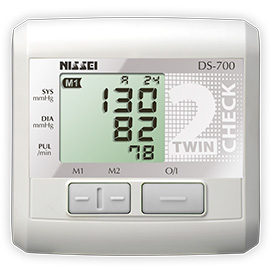 NISSEI DS-700
M1 8 24
SYS
mmHg 130
DIA
mmHg 82
PUL
/min 78
2
TWIN
CHECK
M1 M2 O/I